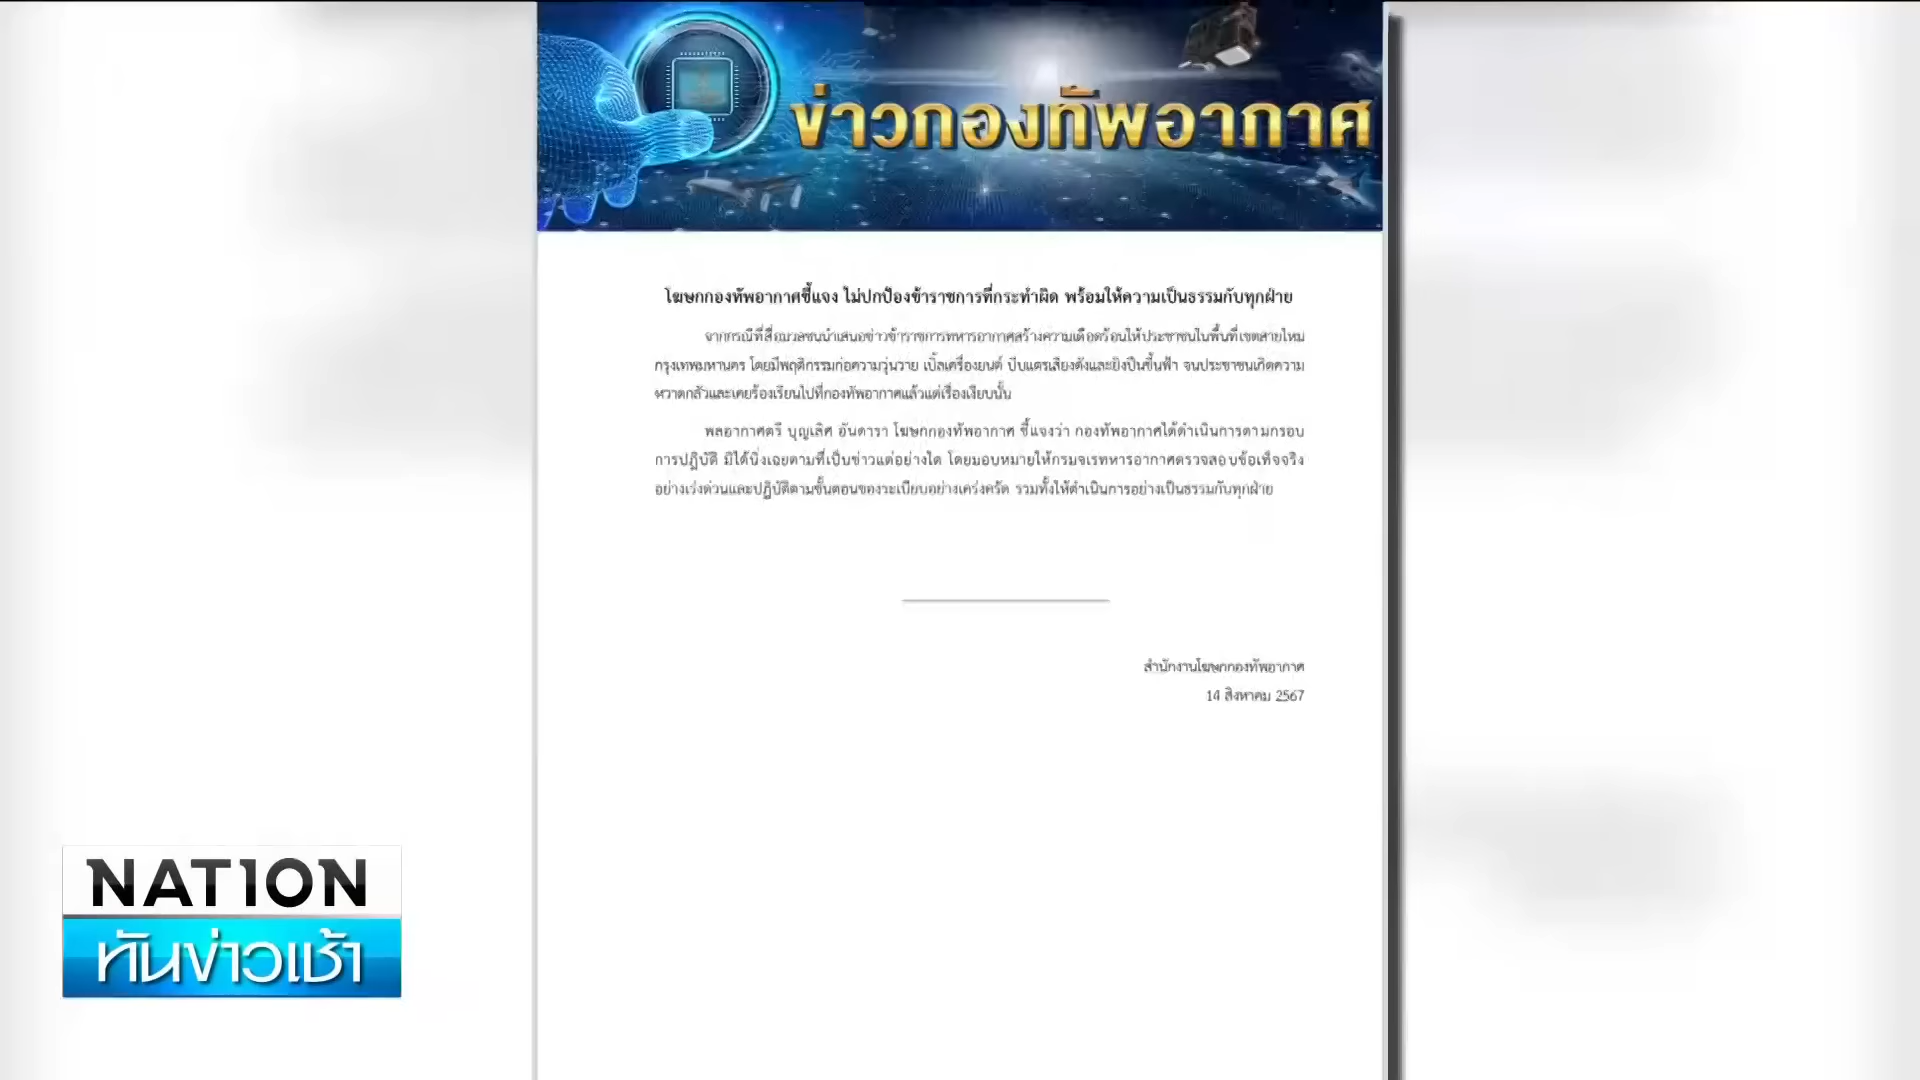 ข่าวกองทัพอากาศ
โฆษกกองทัพอากาศชี้แจง ไม่ปกป้องข้าราชการที่กระทำผิด พร้อมให้ความเป็นธรรมกับทุกฝ่าย
จากกรณีที่สื่อมวลชนนำเสนอข่าวข้าราชการทหารอากาศสร้างความเดือดร้อนให้ประชาชนในพื้นที่เขตสายไหม
กรุงเทพมหานคร โดยมีพฤติกรรมก่อความวุ่นวาย เบิ้ลเครื่องยนต์ บีบแตรเสียงดังและยิงปืนขึ้นฟ้า จนประชาชนเกิดความ
หวาดกลัวและเคยร้องเรียนไปที่กองทัพอากาศแล้วแต่เรื่องเงียบนั้น
พลอากาศตรี บุญเลิศ อันดารา โฆษกกองทัพอากาศ ชี้แจงว่า กองทัพอากาศได้ดำเนินการตามกรอบ
การปฏิบัติ มิได้นิ่งเฉยตามที่เป็นข่าวแต่อย่างใด โดยมอบหมายให้กรมจเรทหารอากาศตรวจสอบข้อเท็จจริง
อย่างเร่งด่วนและปฏิบัติตามขั้นตอนของระเบียบอย่างเคร่งครัด รวมทั้งให้ดำเนินการอย่างเป็นธรรมกับทุกฝ่าย
สำนักงานโฆษกกองทัพอากาศ
14 สิงหาคม 2567
NATION
ทันข่าวเช้า